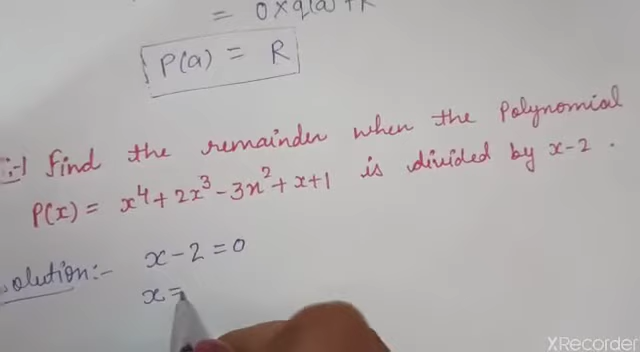 = 0×q(a)+R
P(a) = R
:-1 Find the remainder when the Polynomial
P(x) = x⁴+2x³-3x²+x+1 is divided by x-2.
olution:- x-2=0
x=
XRecorder